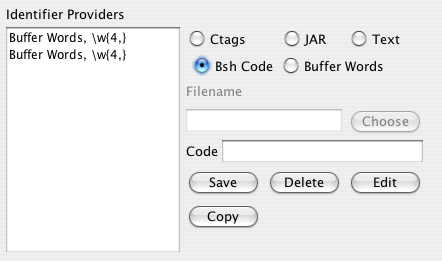 Identifier Providers
Buffer Words, \w{4,}
Buffer Words, \w{4,}
Ctags JAR Text
Bsh Code Buffer Words
Filename
Choose
Code
Save Delete Edit
Copy